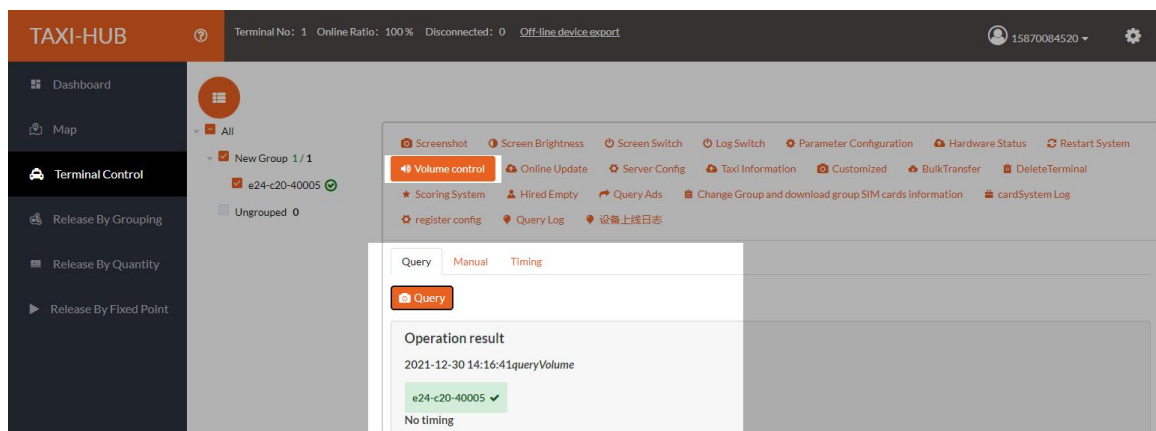 TAXI-HUB
Terminal No: 1 Online Ratio: 100 % Disconnected: 0 Off-line device export
15870084520
Dashboard
Map
Terminal Control
Release By Grouping
Release By Quantity
Release By Fixed Point
All
New Group 1 / 1
e24-c20-40005
Ungrouped 0
Screenshot Screen Brightness Screen Switch Log Switch Parameter Configuration Hardware Status Restart System
Volume control Online Update Server Config Taxi Information Customized BulkTransfer DeleteTerminal
Scoring System Hired Empty Query Ads Change Group and download group SIM cards information cardSystem Log
register config Query Log 设备上线日志
Query Manual Timing
Query
Operation result
2021-12-30 14:16:41queryVolume
e24-c20-40005
No timing